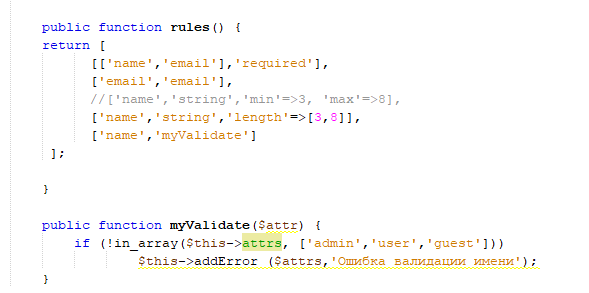 public function rules() {
return [
[['name','email'],'required'],
['email','email'],
//['name','string','min'=>3, 'max'=>8],
['name','string','length'=>[3,8]],
['name','myValidate']
];
}
public function myValidate($attr) {
if (!in_array($this->attrs, ['admin','user','guest']))
$this->addError ($attrs,'Ошибка валидации имени');
}